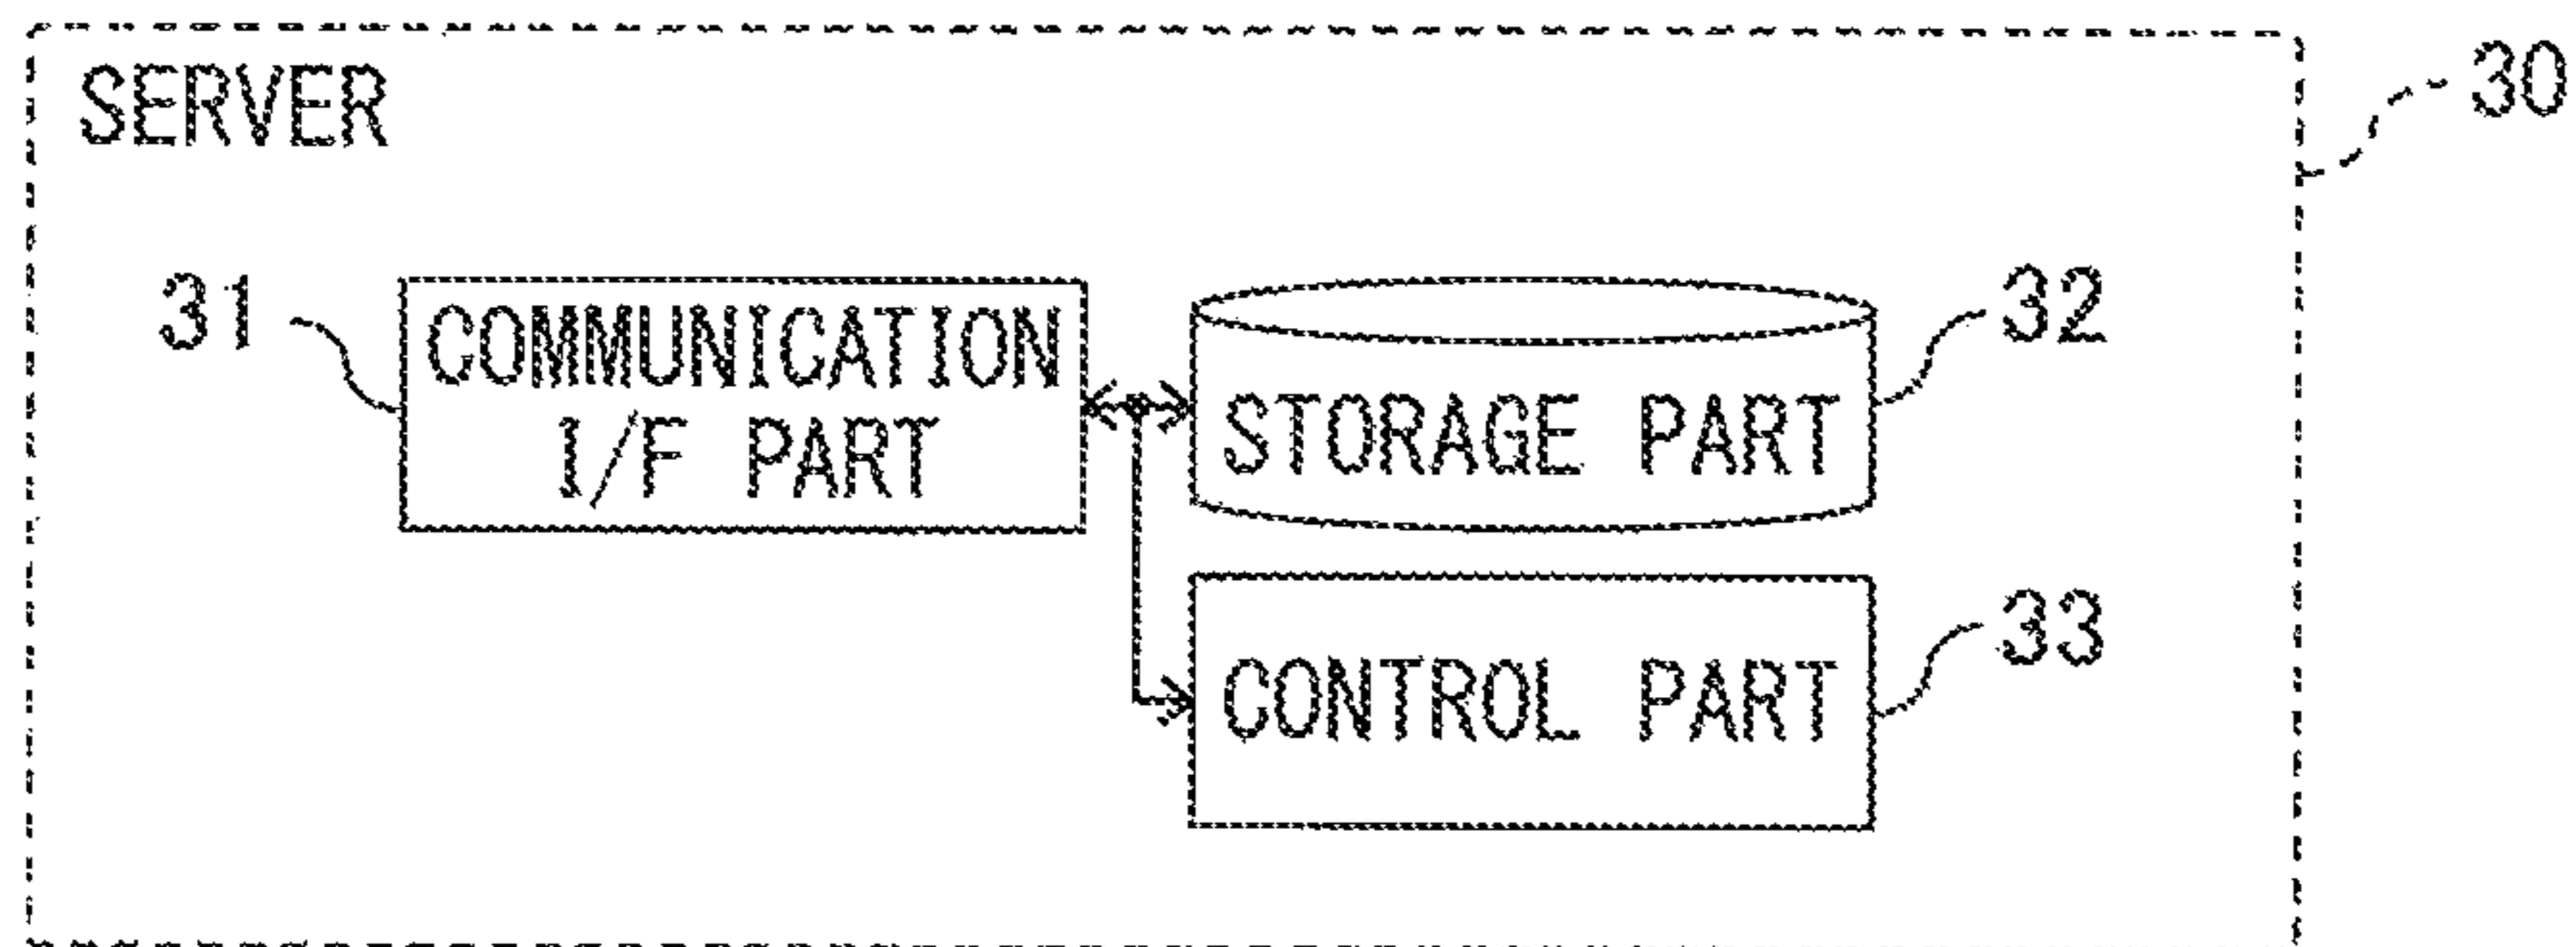 SERVER
30
31
COMMUNICATION
I/F PART
32
STORAGE PART
33
CONTROL PART